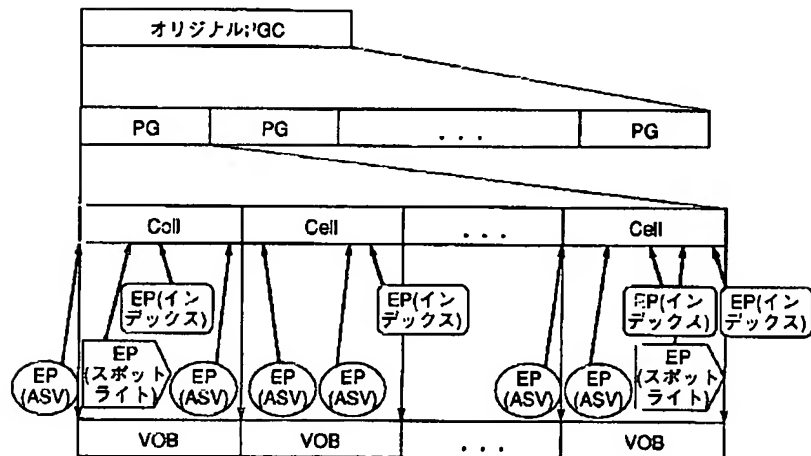 オリジナルPGC
PG PG ... PG
Cell Cell ... Cell
EP(イン
デックス)
EP(イン
デックス)
EP(イン
デックス)
EP(イン
デックス)
EP
(ASV)
EP
(スポット
ライト)
EP
(ASV)
EP
(ASV)
EP
(ASV)
EP
(ASV)
EP
(ASV)
EP
(スポット
ライト)
VOB VOB ... VOB